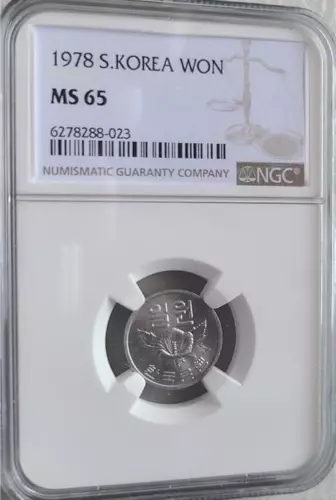 1978 S.KOREA WON
MS 65
6278288-023
NUMISMATIC GUARANTY COMPANY
NGC®
일원